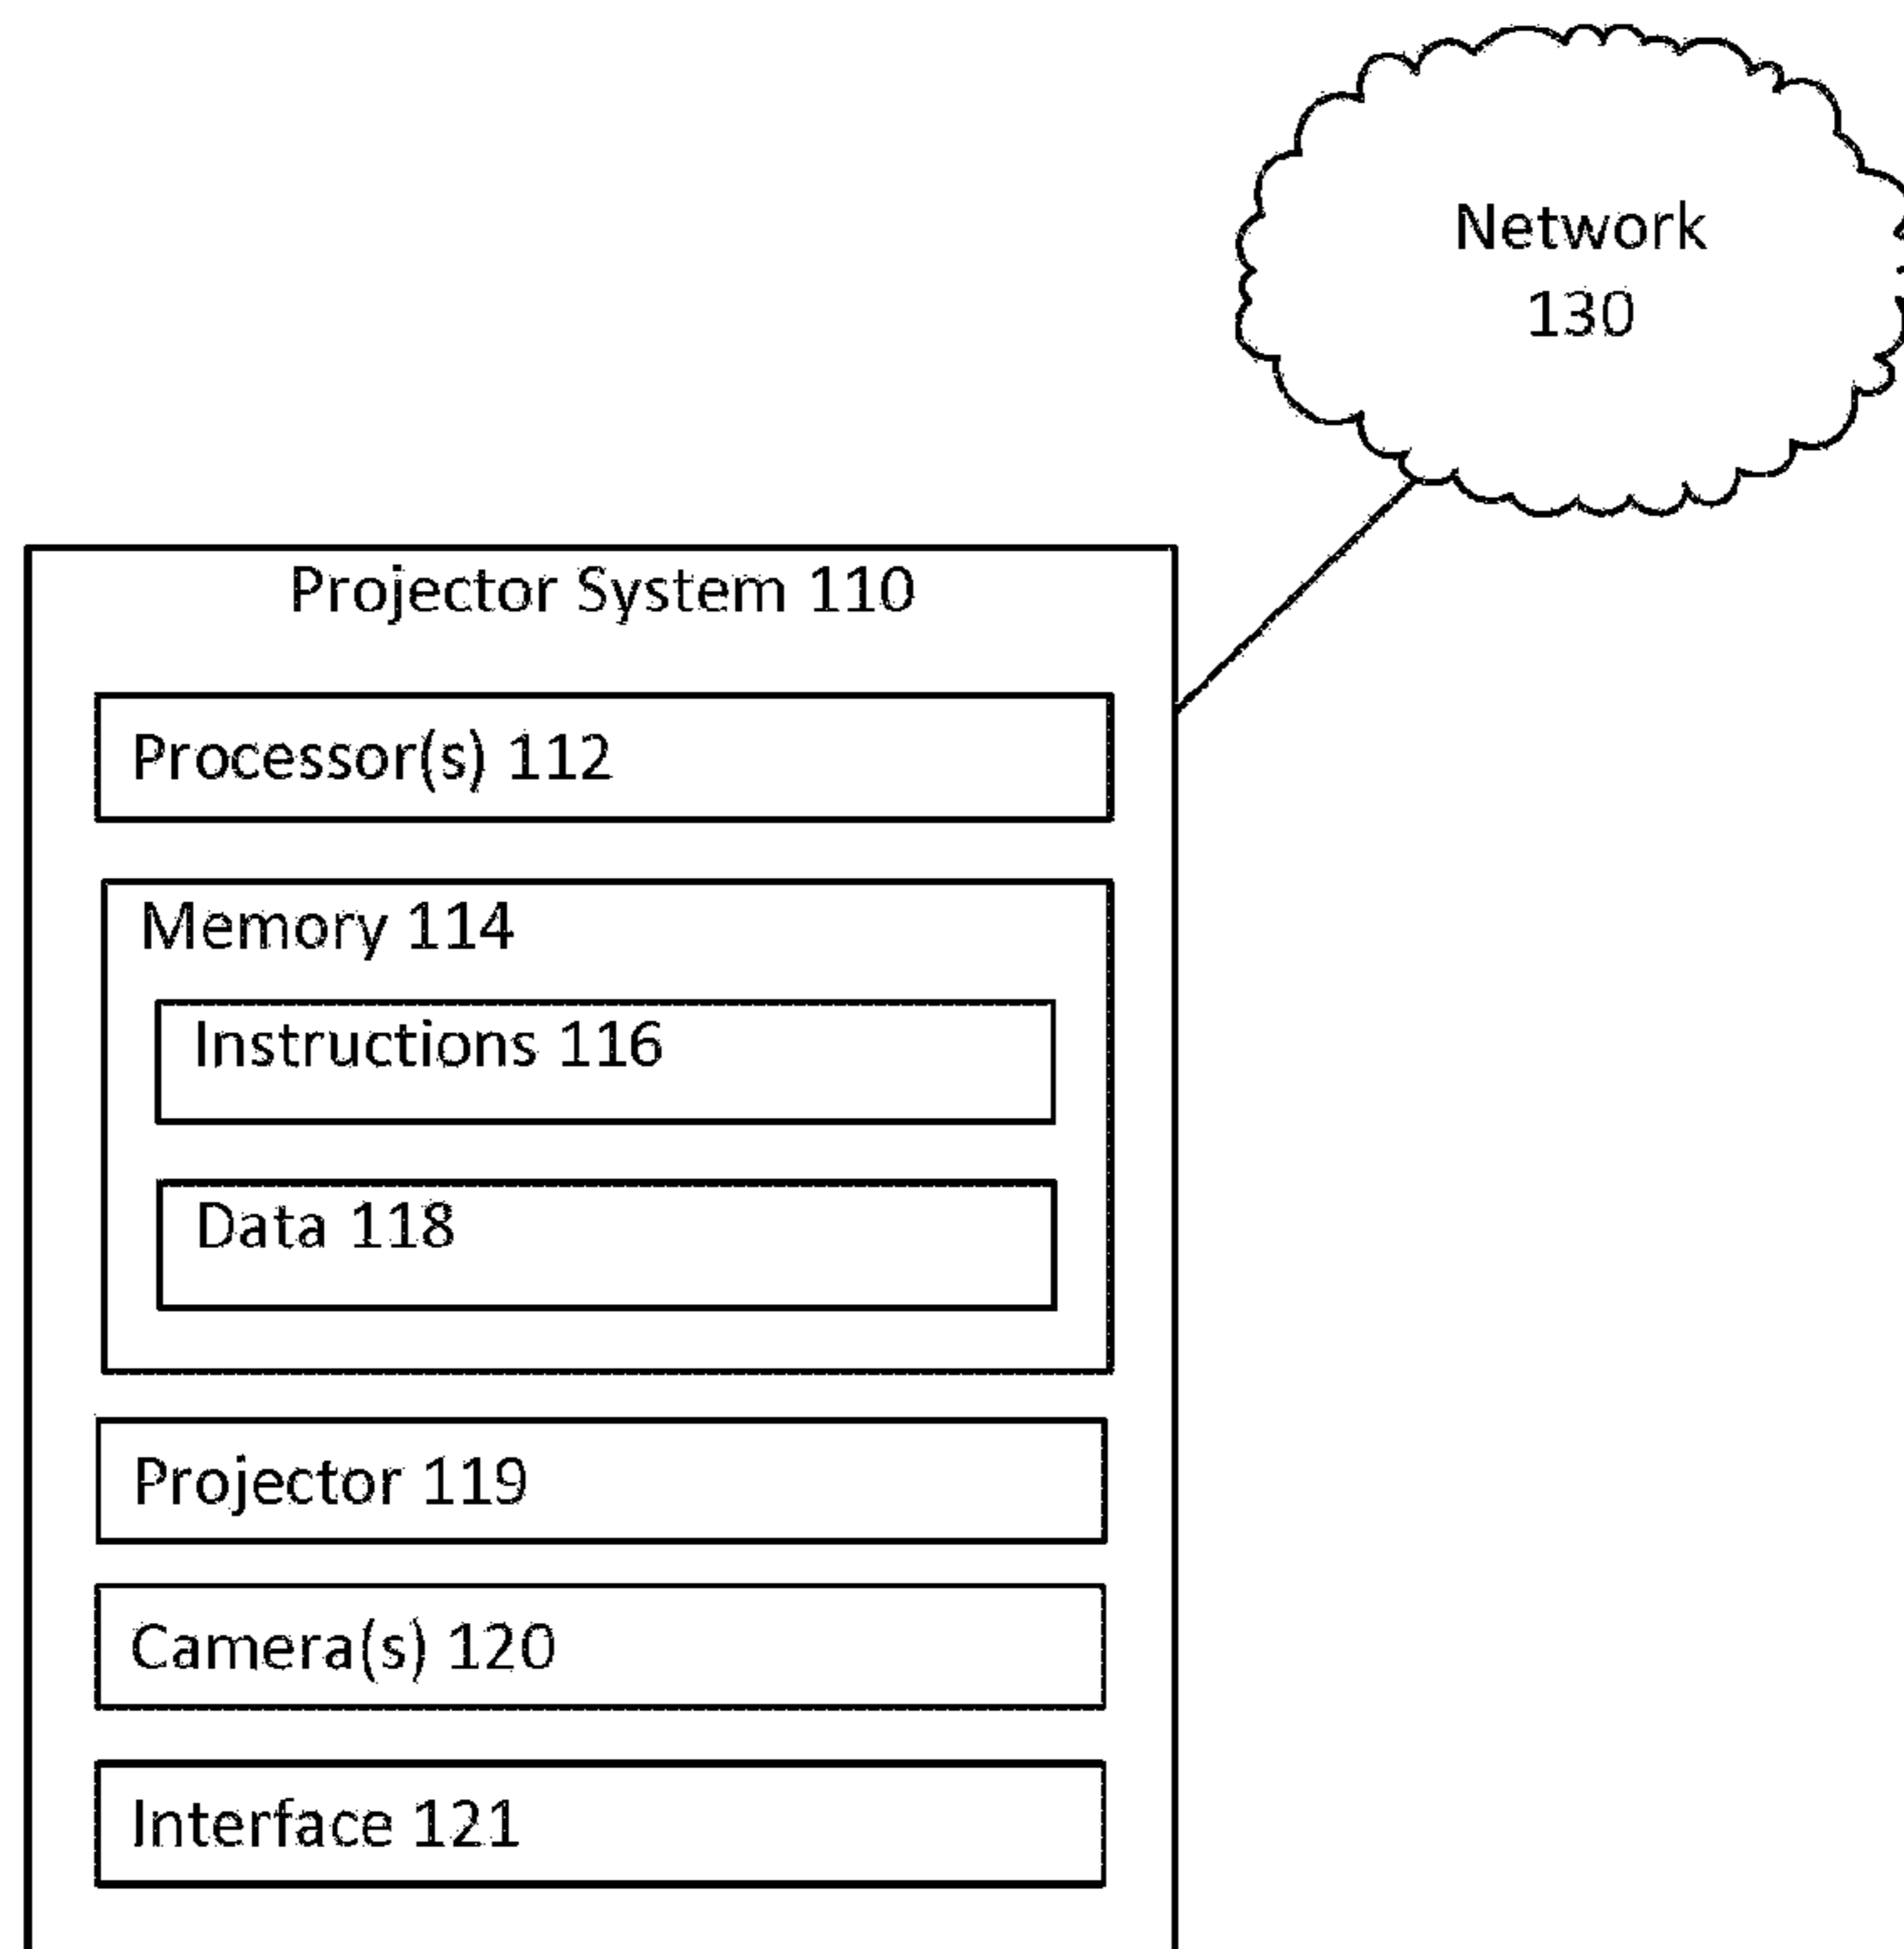 Network
130
Projector System 110
Processor(s) 112
Memory 114
Instructions 116
Data 118
Projector 119
Camera(s) 120
Interface 121